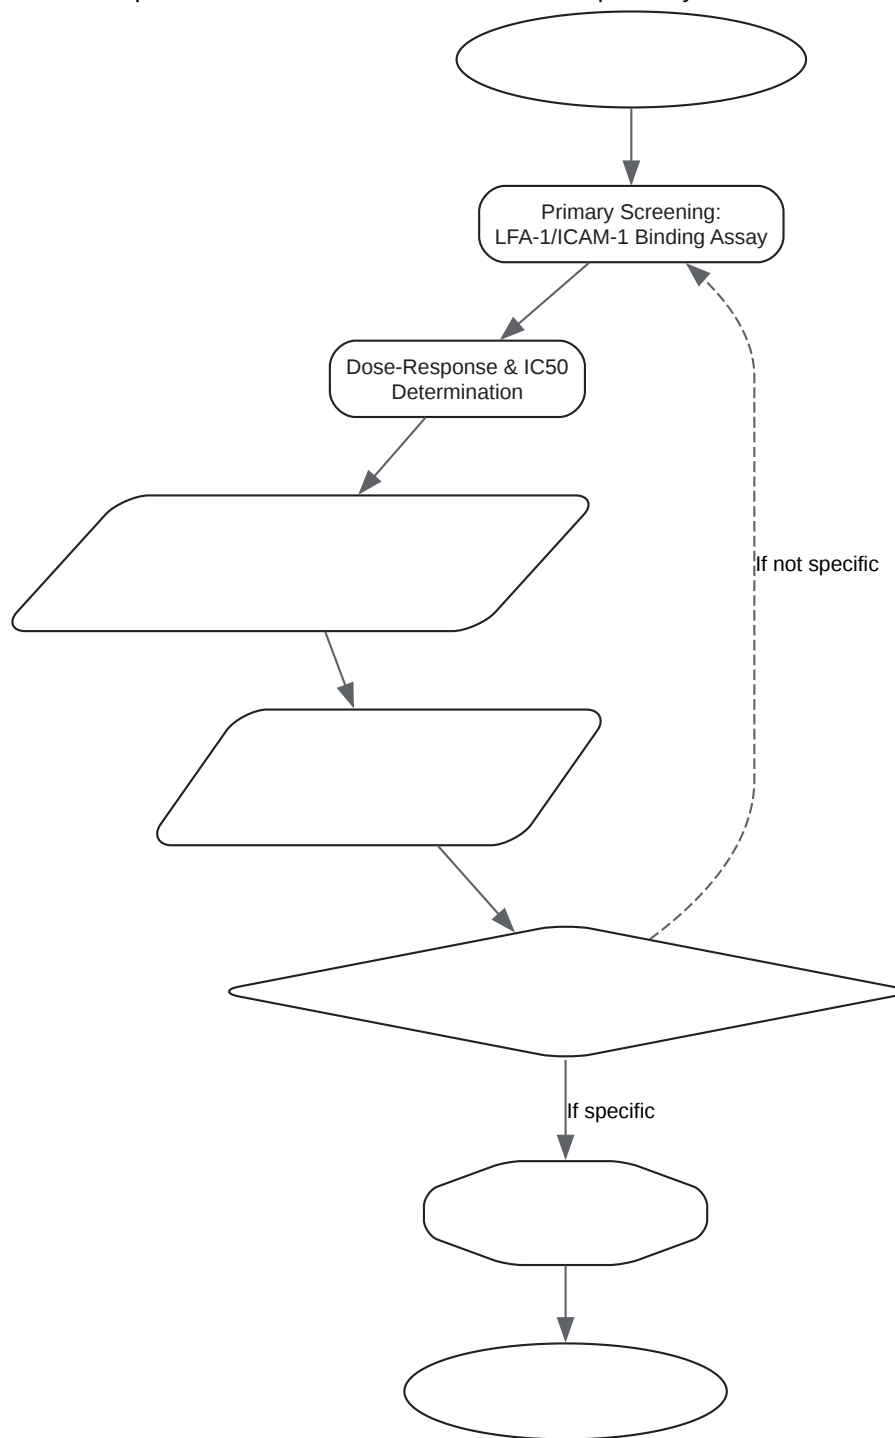 Primary Screening:
LFA-1/ICAM-1 Binding Assay
Dose-Response & IC50
Determination
If not specific
If specific